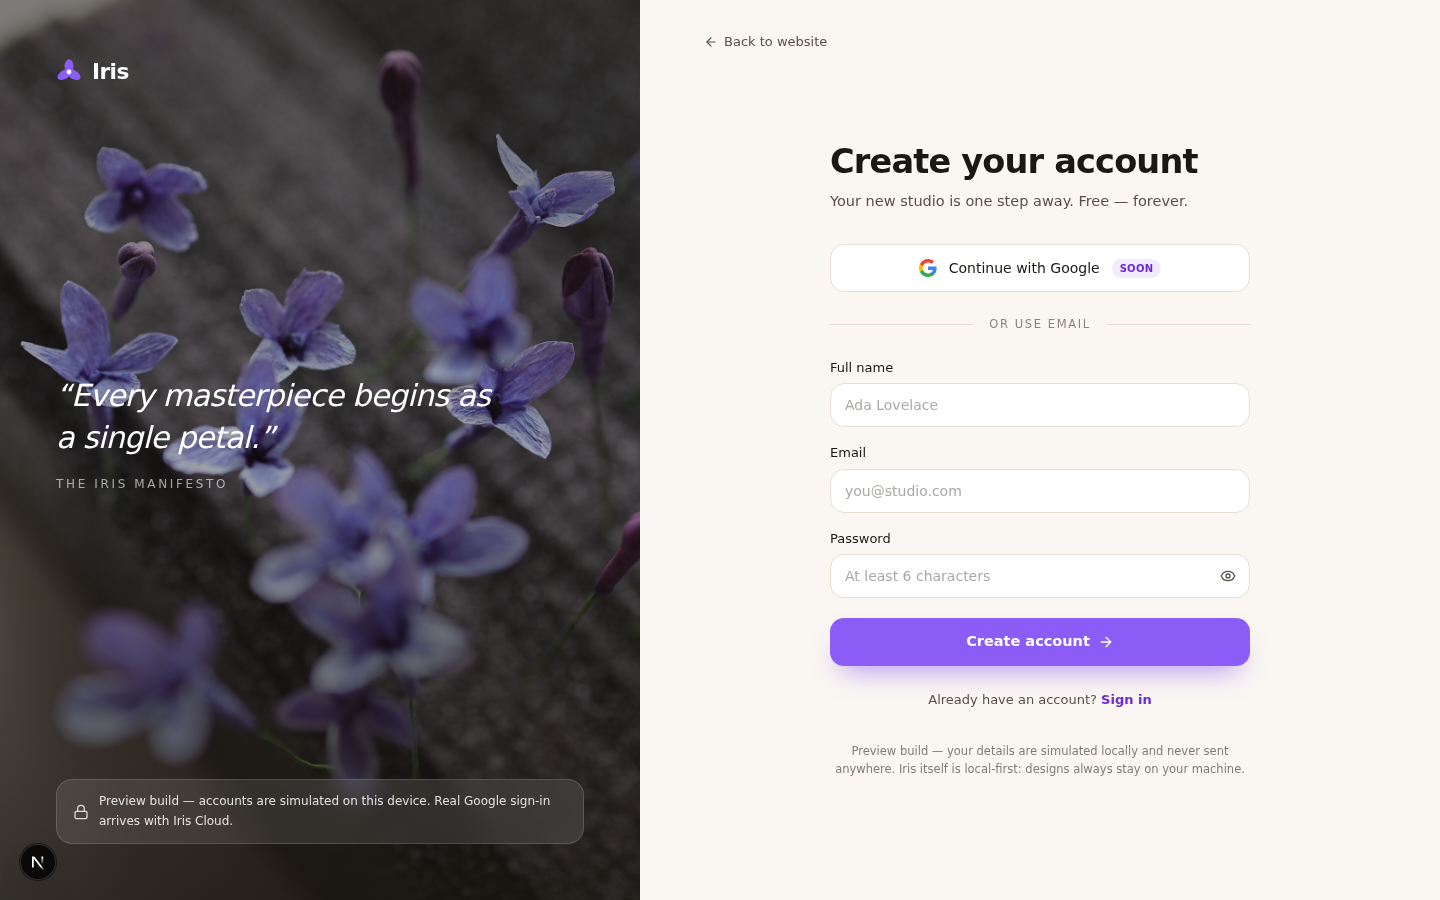 Iris
“Every masterpiece begins as
a single petal.”
THE IRIS MANIFESTO
Preview build — accounts are simulated on this device. Real Google sign-in
arrives with Iris Cloud.
N
Back to website
Create your account
Your new studio is one step away. Free — forever.
Continue with Google SOON
OR USE EMAIL
Full name
Ada Lovelace
Email
you@studio.com
Password
At least 6 characters
Create account
Already have an account? Sign in
Preview build — your details are simulated locally and never sent
anywhere. Iris itself is local-first: designs always stay on your machine.